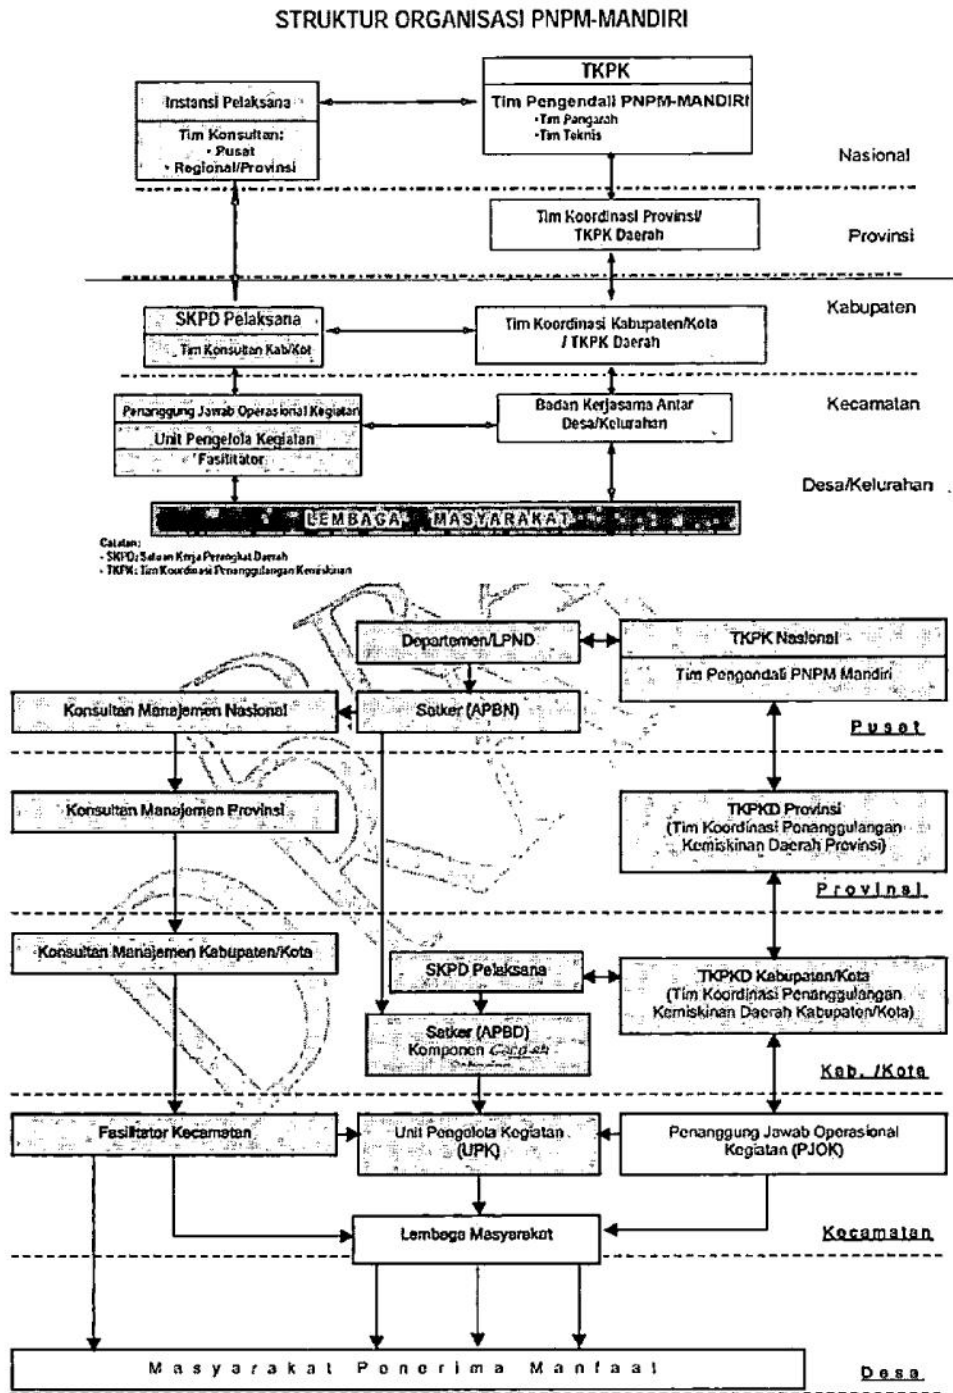 STRUKTUR ORGANISASI PNPM-MANDIRI
TKPK
Tim Pengendali PNPM-MANDIRI
•Tim Pangarah
•Tim Teknis
Instansi Pelaksana
Tim Konsultan:
• Pusat
• Regional/Provinsi
Nasional
Tim Koordinasi Provinsi/
TKPK Daerah
Provinsi
Kabupaten
SKPD Pelaksana
Tim Konsultan Kab/Kot
Tim Koordinasi Kabupaten/Kota
/ TKPK Daerah
Kecamatan
Penanggung Jawab Operasional Kegiatan
Unit Pengelola Kegiatan
Fasilitator
Badan Kerjasama Antar
Desa/Kelurahan
Desa/Kelurahan
LEMBAGA MASYARAKAT
Catatan:
- SKPD: Satuan Kerja Perangkat Daerah
- TKPK: Tim Koordinasi Penanggulangan Kemiskinan
Departemen/LPND
TKPK Nasional
Tim Pengendali PNPM Mandiri
Konsultan Manajemen Nasional
Satker (APBN)
Pusat
Konsultan Manajemen Provinsi
TKPKD Provinsi
(Tim Koordinasi Penanggulangan
Kemiskinan Daerah Provinsi)
Provinsi
Konsultan Manajemen Kabupaten/Kota
SKPD Pelaksana
TKPKD Kabupaten/Kota
(Tim Koordinasi Penanggulangan
Kemiskinan Daerah Kabupaten/Kota)
Satker (APBD)
Komponen
Kab. /Kota
Fasilitator Kecamatan
Unit Pengelola Kegiatan
(UPK)
Penanggung Jawab Operasional
Kegiatan (PJOK)
Lembaga Masyarakat
Kecamatan
Masyarakat Penerima Manfaat
Desa